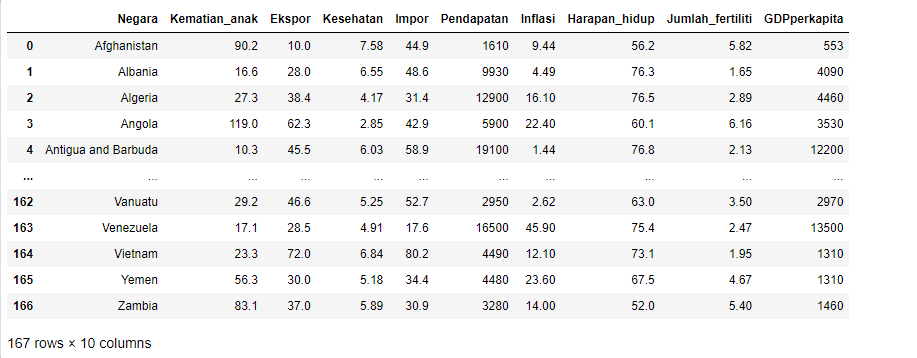 Negara Kematian_anak Ekspor Kesehatan Impor Pendapatan Inflasi Harapan_hidup Jumlah_fertiliti GDPperkapita
0 Afghanistan 90.2 10.0 7.58 44.9 1610 9.44 56.2 5.82 553
1 Albania 16.6 28.0 6.55 48.6 9930 4.49 76.3 1.65 4090
2 Algeria 27.3 38.4 4.17 31.4 12900 16.10 76.5 2.89 4460
3 Angola 119.0 62.3 2.85 42.9 5900 22.40 60.1 6.16 3530
4 Antigua and Barbuda 10.3 45.5 6.03 58.9 19100 1.44 76.8 2.13 12200
... ... ... ... ... ... ... ... ... ... ...
162 Vanuatu 29.2 46.6 5.25 52.7 2950 2.62 63.0 3.50 2970
163 Venezuela 17.1 28.5 4.91 17.6 16500 45.90 75.4 2.47 13500
164 Vietnam 23.3 72.0 6.84 80.2 4490 12.10 73.1 1.95 1310
165 Yemen 56.3 30.0 5.18 34.4 4480 23.60 67.5 4.67 1310
166 Zambia 83.1 37.0 5.89 30.9 3280 14.00 52.0 5.40 1460
167 rows × 10 columns